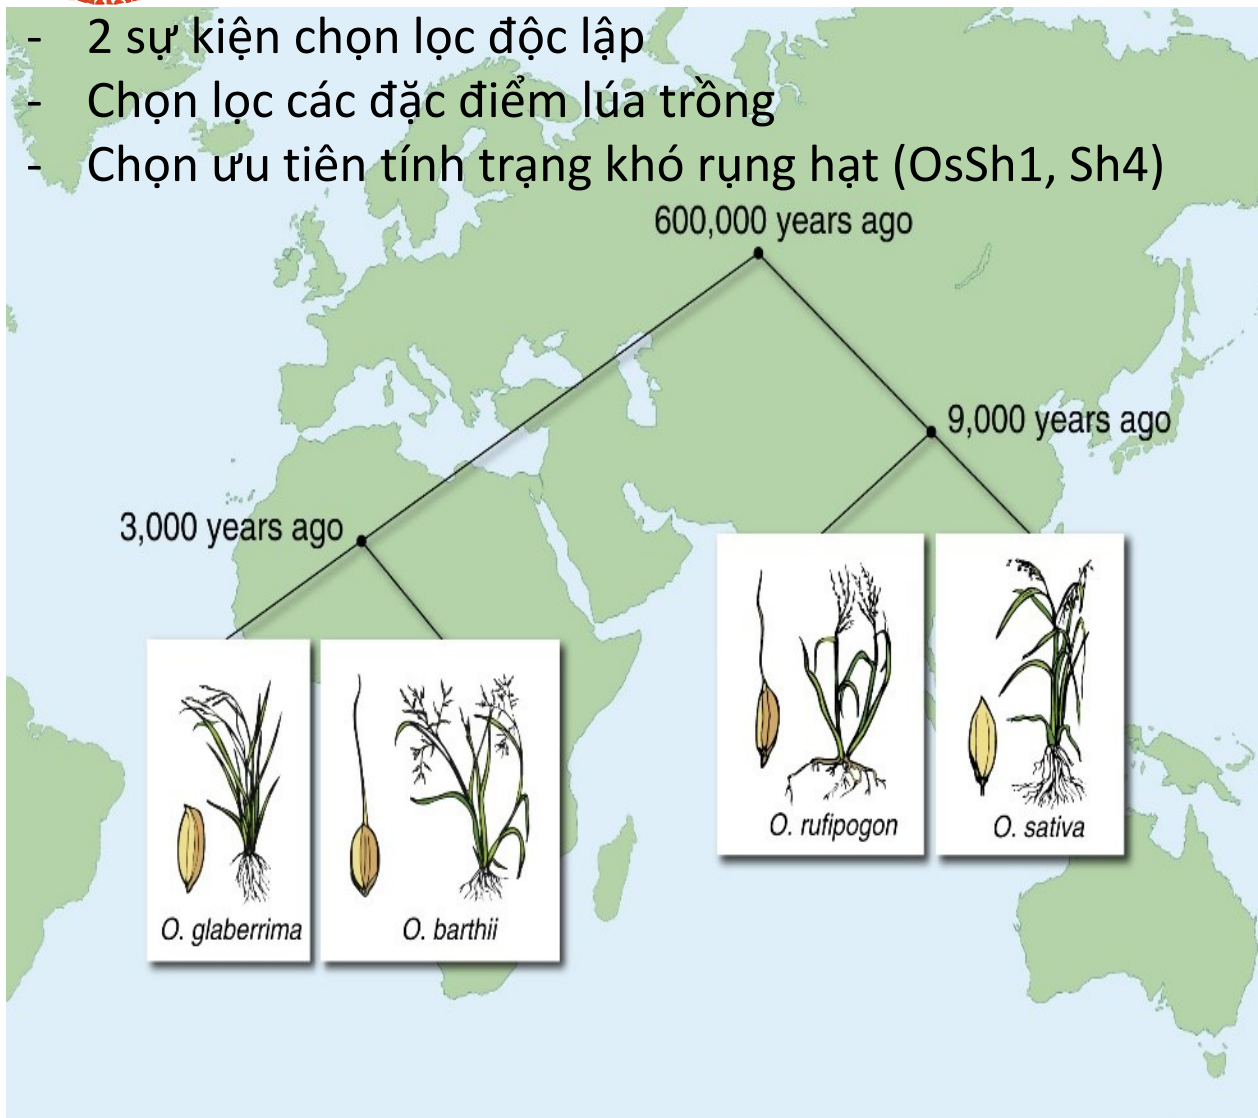 - 2 sự kiện chọn lọc độc lập
- Chọn lọc các đặc điểm lúa trồng
- Chọn ưu tiên tính trạng khó rụng hạt (OsSh1, Sh4)
600,000 years ago
9,000 years ago
3,000 years ago
O. rufipogon
O. sativa
O. glaberrima
O. barthii